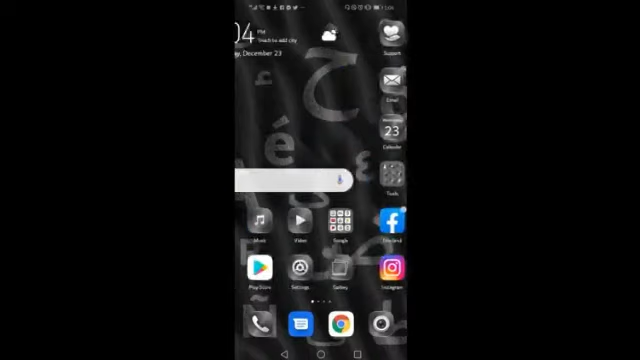 04 PM
Touch to add city
y, December 23
Support
Email
23
Calendar
Tools
Music
Video
Google
Facebook
Play Store
Settings
Gallery
Instagram
ح
é
ع
ض
Ñ